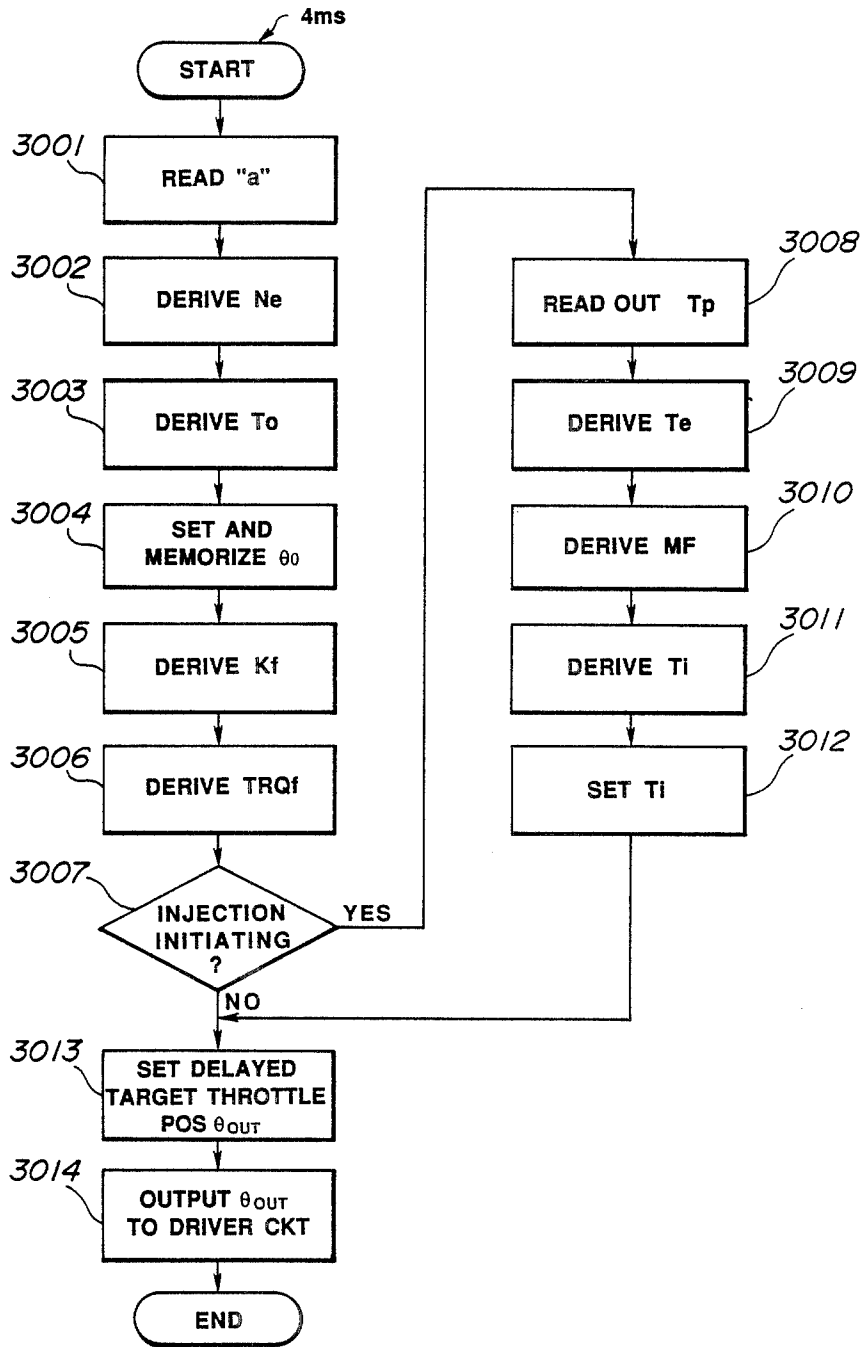 4ms
START
3001
READ "a"
3002
DERIVE Ne
3003
DERIVE To
3004
SET AND
MEMORIZE θ0
3005
DERIVE Kf
3006
DERIVE TRQf
3007
INJECTION
INITIATING
?
YES
NO
3008
READ OUT Tp
3009
DERIVE Te
3010
DERIVE MF
3011
DERIVE Ti
3012
SET Ti
3013
SET DELAYED
TARGET THROTTLE
POS θOUT
3014
OUTPUT θOUT
TO DRIVER CKT
END